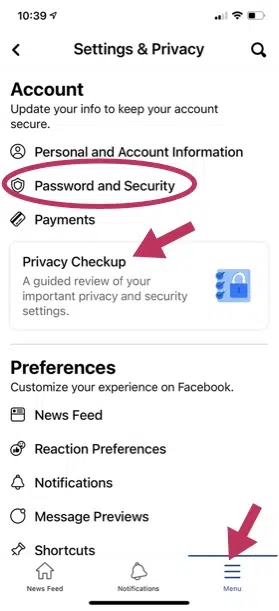 10:39
Settings & Privacy
Account
Update your info to keep your account
secure.
Personal and Account Information
Password and Security
Payments
Privacy Checkup
A guided review of your
important privacy and security
settings.
Preferences
Customize your experience on Facebook.
News Feed
Reaction Preferences
Notifications
Message Previews
Shortcuts
News Feed Notifications Menu